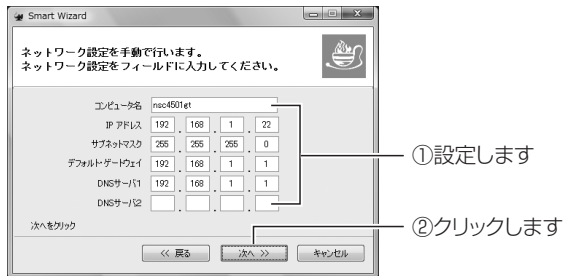 Smart Wizard
ネットワーク設定を手動で行います。
ネットワーク設定をフィールドに入力してください。
コンピュータ名 nsc4501gt
IP アドレス 192 . 168 . 1 . 22
サブネットマスク 255 . 255 . 255 . 0
デフォルト・ゲートウェイ 192 . 168 . 1 . 1
DNSサーバ1 192 . 168 . 1 . 1
DNSサーバ2 . . .
①設定します
次へをクリック
②クリックします
<< 戻る 次へ >> キャンセル